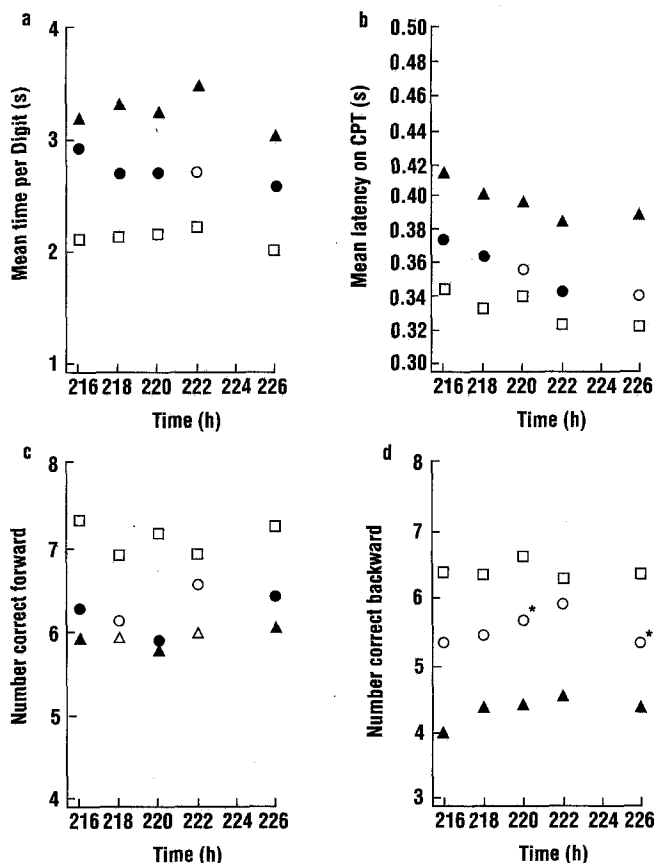 a
4
3
2
1
Mean time per Digit (s)
216 218 220 222 224 226
Time (h)
b
0.50
0.48
0.46
0.44
0.42
0.40
0.38
0.36
0.34
0.32
0.30
Mean latency on CPT (s)
216 218 220 222 224 226
Time (h)
c
8
7
6
5
4
Number correct forward
216 218 220 222 224 226
Time (h)
d
8
7
6
5
4
3
Number correct backward
*
*
216 218 220 222 224 226
Time (h)